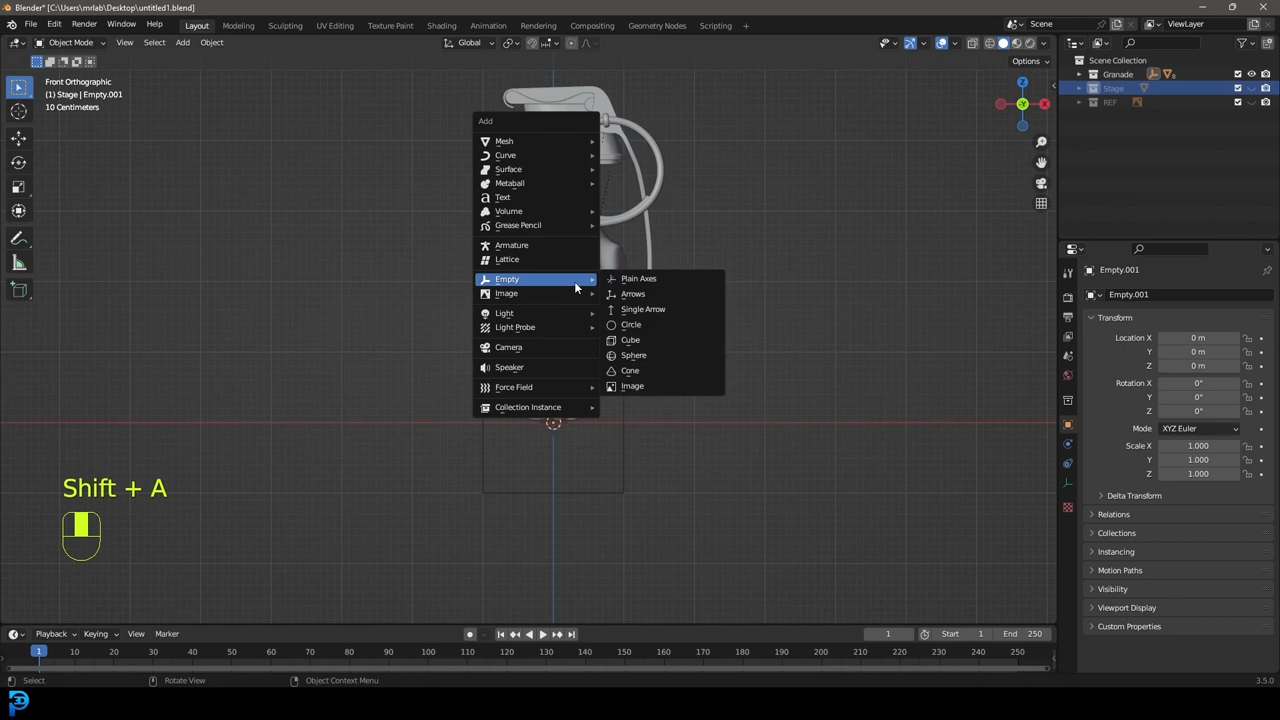 Blender* [C:\Users\mrlab\Desktop\untitled1.blend]
File Edit Render Window Help Layout Modeling Sculpting UV Editing Texture Paint Shading Animation Rendering Compositing Geometry Nodes Scripting + Scene ViewLayer
Object Mode View Select Add Object Global
Options
Front Orthographic
(1) Stage | Empty.001
10 Centimeters
Z
X
Y
Scene Collection
Granade 8
Stage
REF
Add
Mesh
Curve
Surface
Metaball
Text
Volume
Grease Pencil
Armature
Lattice
Empty
Image
Light
Light Probe
Camera
Speaker
Force Field
Collection Instance
Plain Axes
Arrows
Single Arrow
Circle
Cube
Sphere
Cone
Image
Shift + A
Empty.001
Empty.001
Transform
Location X 0 m
Y 0 m
Z 0 m
Rotation X 0°
Y 0°
Z 0°
Mode XYZ Euler
Scale X 1.000
Y 1.000
Z 1.000
Delta Transform
Relations
Collections
Instancing
Motion Paths
Visibility
Viewport Display
Custom Properties
Playback Keying View Marker 1 Start 1 End 250
1 10 20 30 40 50 60 70 80 90 100 110 120 130 140 150 160 170 180 190 200 210 220 230 240 250
Select Rotate View Object Context Menu 3.5.0